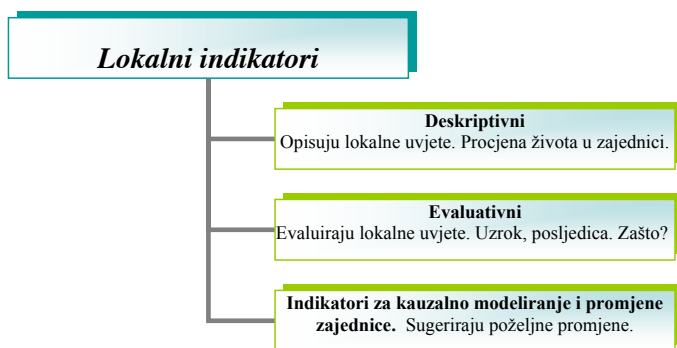 Lokalni indikatori
Deskriptivni
Opisuju lokalne uvjete. Procjena života u zajednici.
Evaluativni
Evaluiraju lokalne uvjete. Uzrok, posljedica. Zašto?
Indikatori za kauzalno modeliranje i promjene
zajednice. Sugeriraju poželjne promjene.